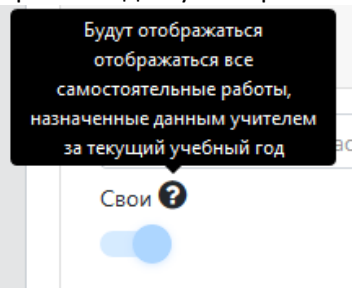 Будут отображаться
отображаться все
самостоятельные работы,
назначенные данным учителем
за текущий учебный год
Свои ?